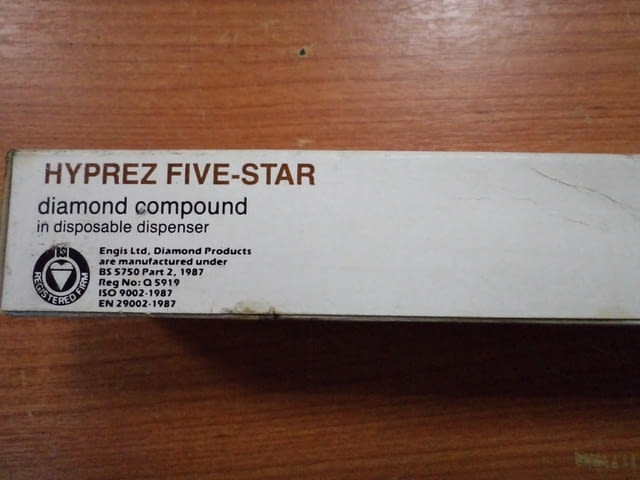 HYPREZ FIVE-STAR
diamond compound
in disposable dispenser
BSI
REGISTERED FIRM
Engis Ltd, Diamond Products
are manufactured under
BS 5750 Part 2, 1987
Reg No: Q 5919
ISO 9002-1987
EN 29002-1987